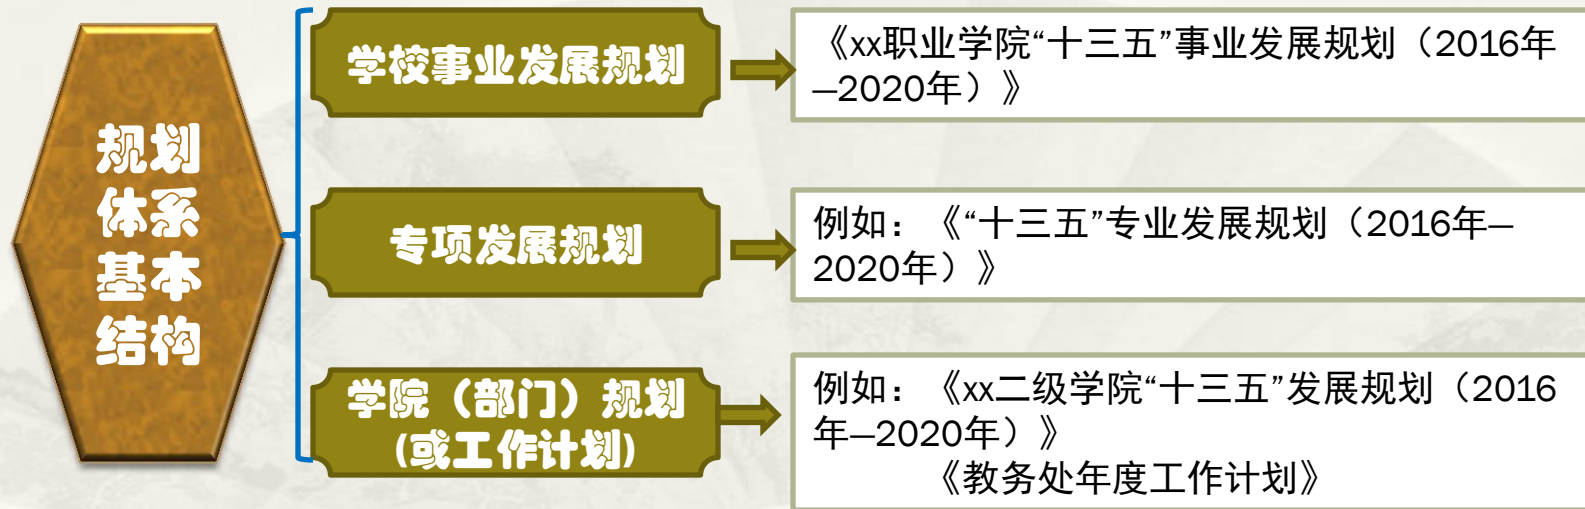 规划
体系
基本
结构
学校事业发展规划
《xx职业学院“十三五”事业发展规划（2016年
—2020年）》
专项发展规划
例如：《“十三五”专业发展规划（2016年—
2020年）》
学院（部门）规划
(或工作计划)
例如：《xx二级学院“十三五”发展规划（2016
年—2020年）》
《教务处年度工作计划》